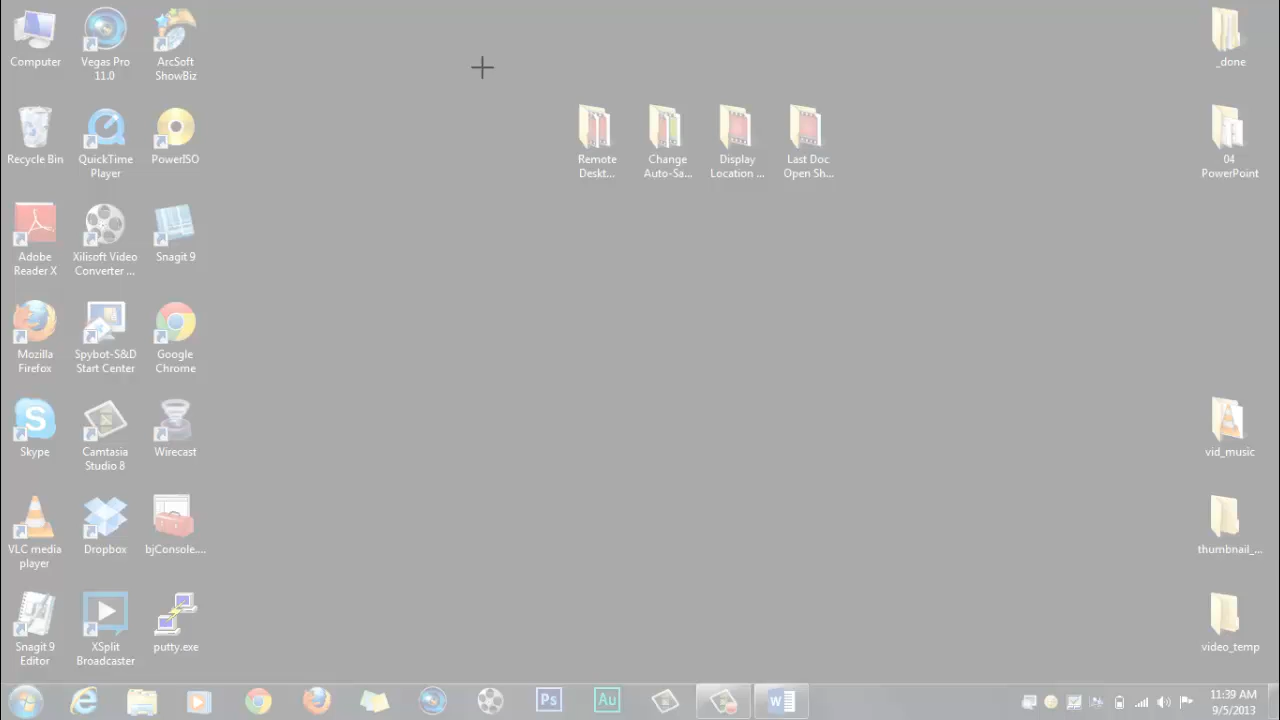 Computer
Vegas Pro
11.0
ArcSoft
ShowBiz
_done
Recycle Bin
QuickTime
Player
PowerISO
Remote
Deskt...
Change
Auto-Sa...
Display
Location ...
Last Doc
Open Sh...
04
PowerPoint
Adobe
Reader X
Xilisoft Video
Converter ...
Snagit 9
Mozilla
Firefox
Spybot-S&D
Start Center
Google
Chrome
Skype
Camtasia
Studio 8
Wirecast
vid_music
VLC media
player
Dropbox
bjConsole....
thumbnail_...
Snagit 9
Editor
XSplit
Broadcaster
putty.exe
video_temp
Ps
Au
W
11:39 AM
9/5/2013